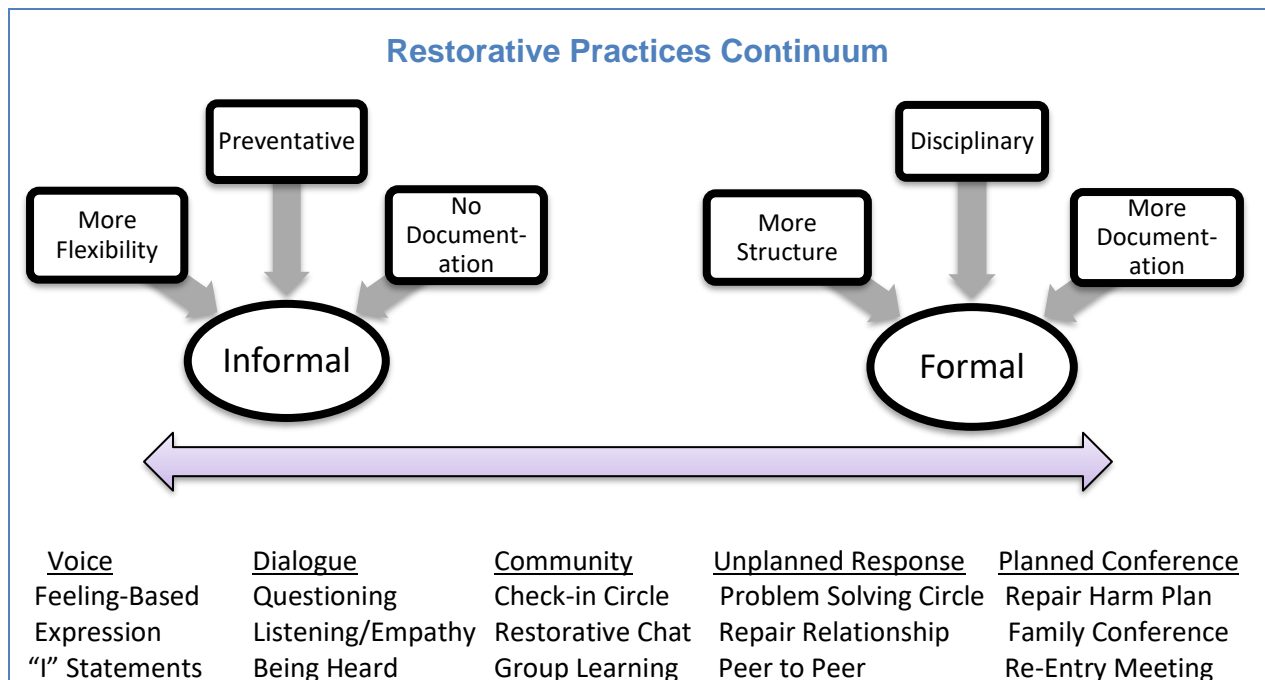 Restorative Practices Continuum
Preventative
More
Flexibility
No
Document-
ation
Informal
Disciplinary
More
Structure
More
Document-
ation
Formal
Voice
Feeling-Based
Expression
“I” Statements
Dialogue
Questioning
Listening/Empathy
Being Heard
Community
Check-in Circle
Restorative Chat
Group Learning
Unplanned Response
Problem Solving Circle
Repair Relationship
Peer to Peer
Planned Conference
Repair Harm Plan
Family Conference
Re-Entry Meeting